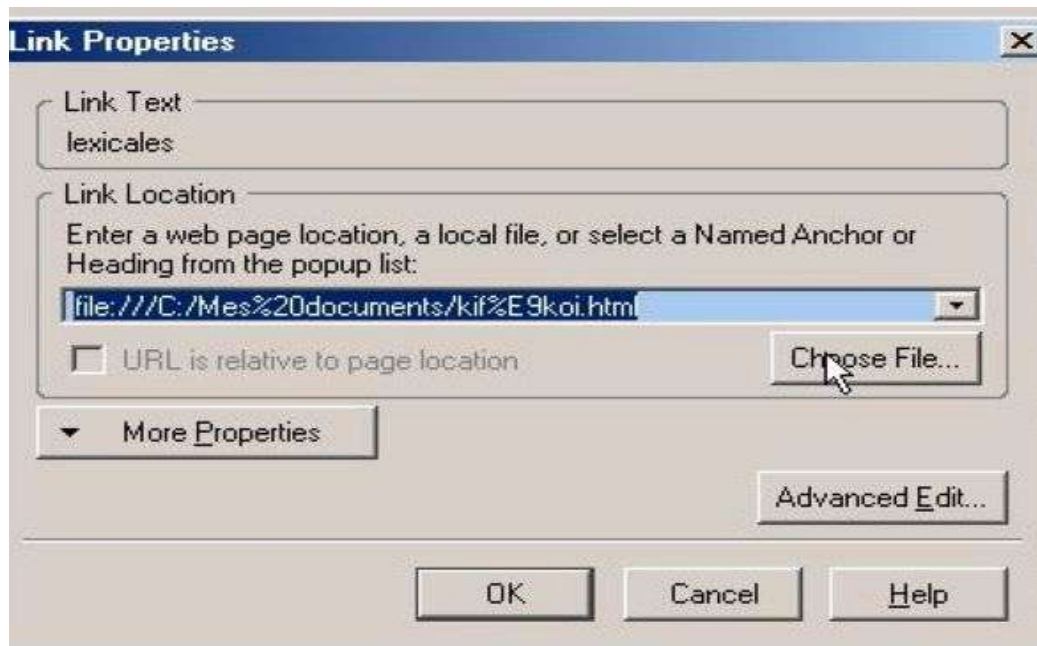 Link Properties
Link Text
lexicales
Link Location
Enter a web page location, a local file, or select a Named Anchor or
Heading from the popup list:
file:///C:/Mes%20documents/kif%E9koi.html
URL is relative to page location
Choose File...
More Properties
Advanced Edit...
OK Cancel Help